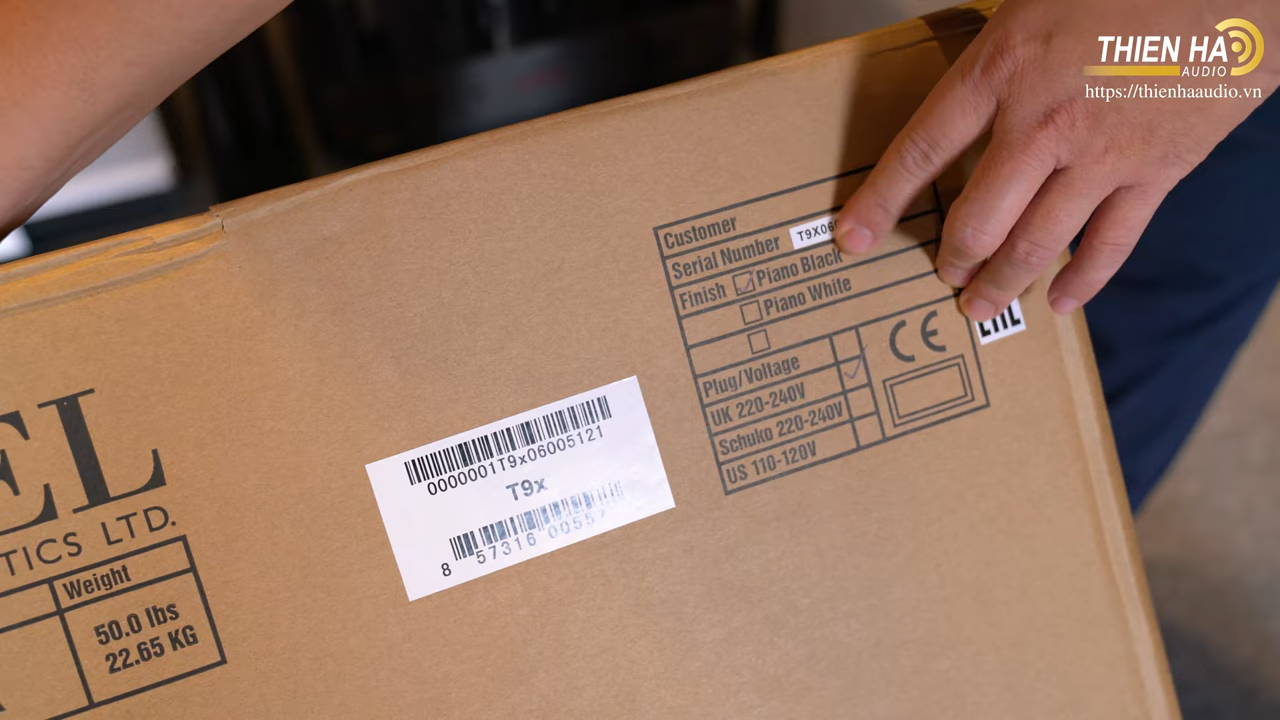 THIEN HA
AUDIO
https://thienhaaudio.vn
Customer
Serial Number T9X06
Finish Piano Black
Piano White
Plug/Voltage
UK 220-240V
Schuko 220-240V
US 110-120V
CE
EAC
0000001T9x06005121
T9x
8 57316 00557
EL
TICS LTD.
Weight
50.0 lbs
22.65 KG